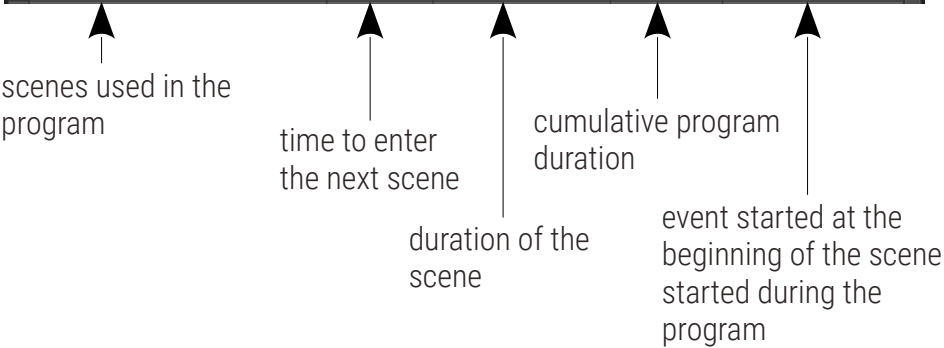 scenes used in the
program
time to enter
the next scene
duration of the
scene
cumulative program
duration
event started at the
beginning of the scene
started during the
program